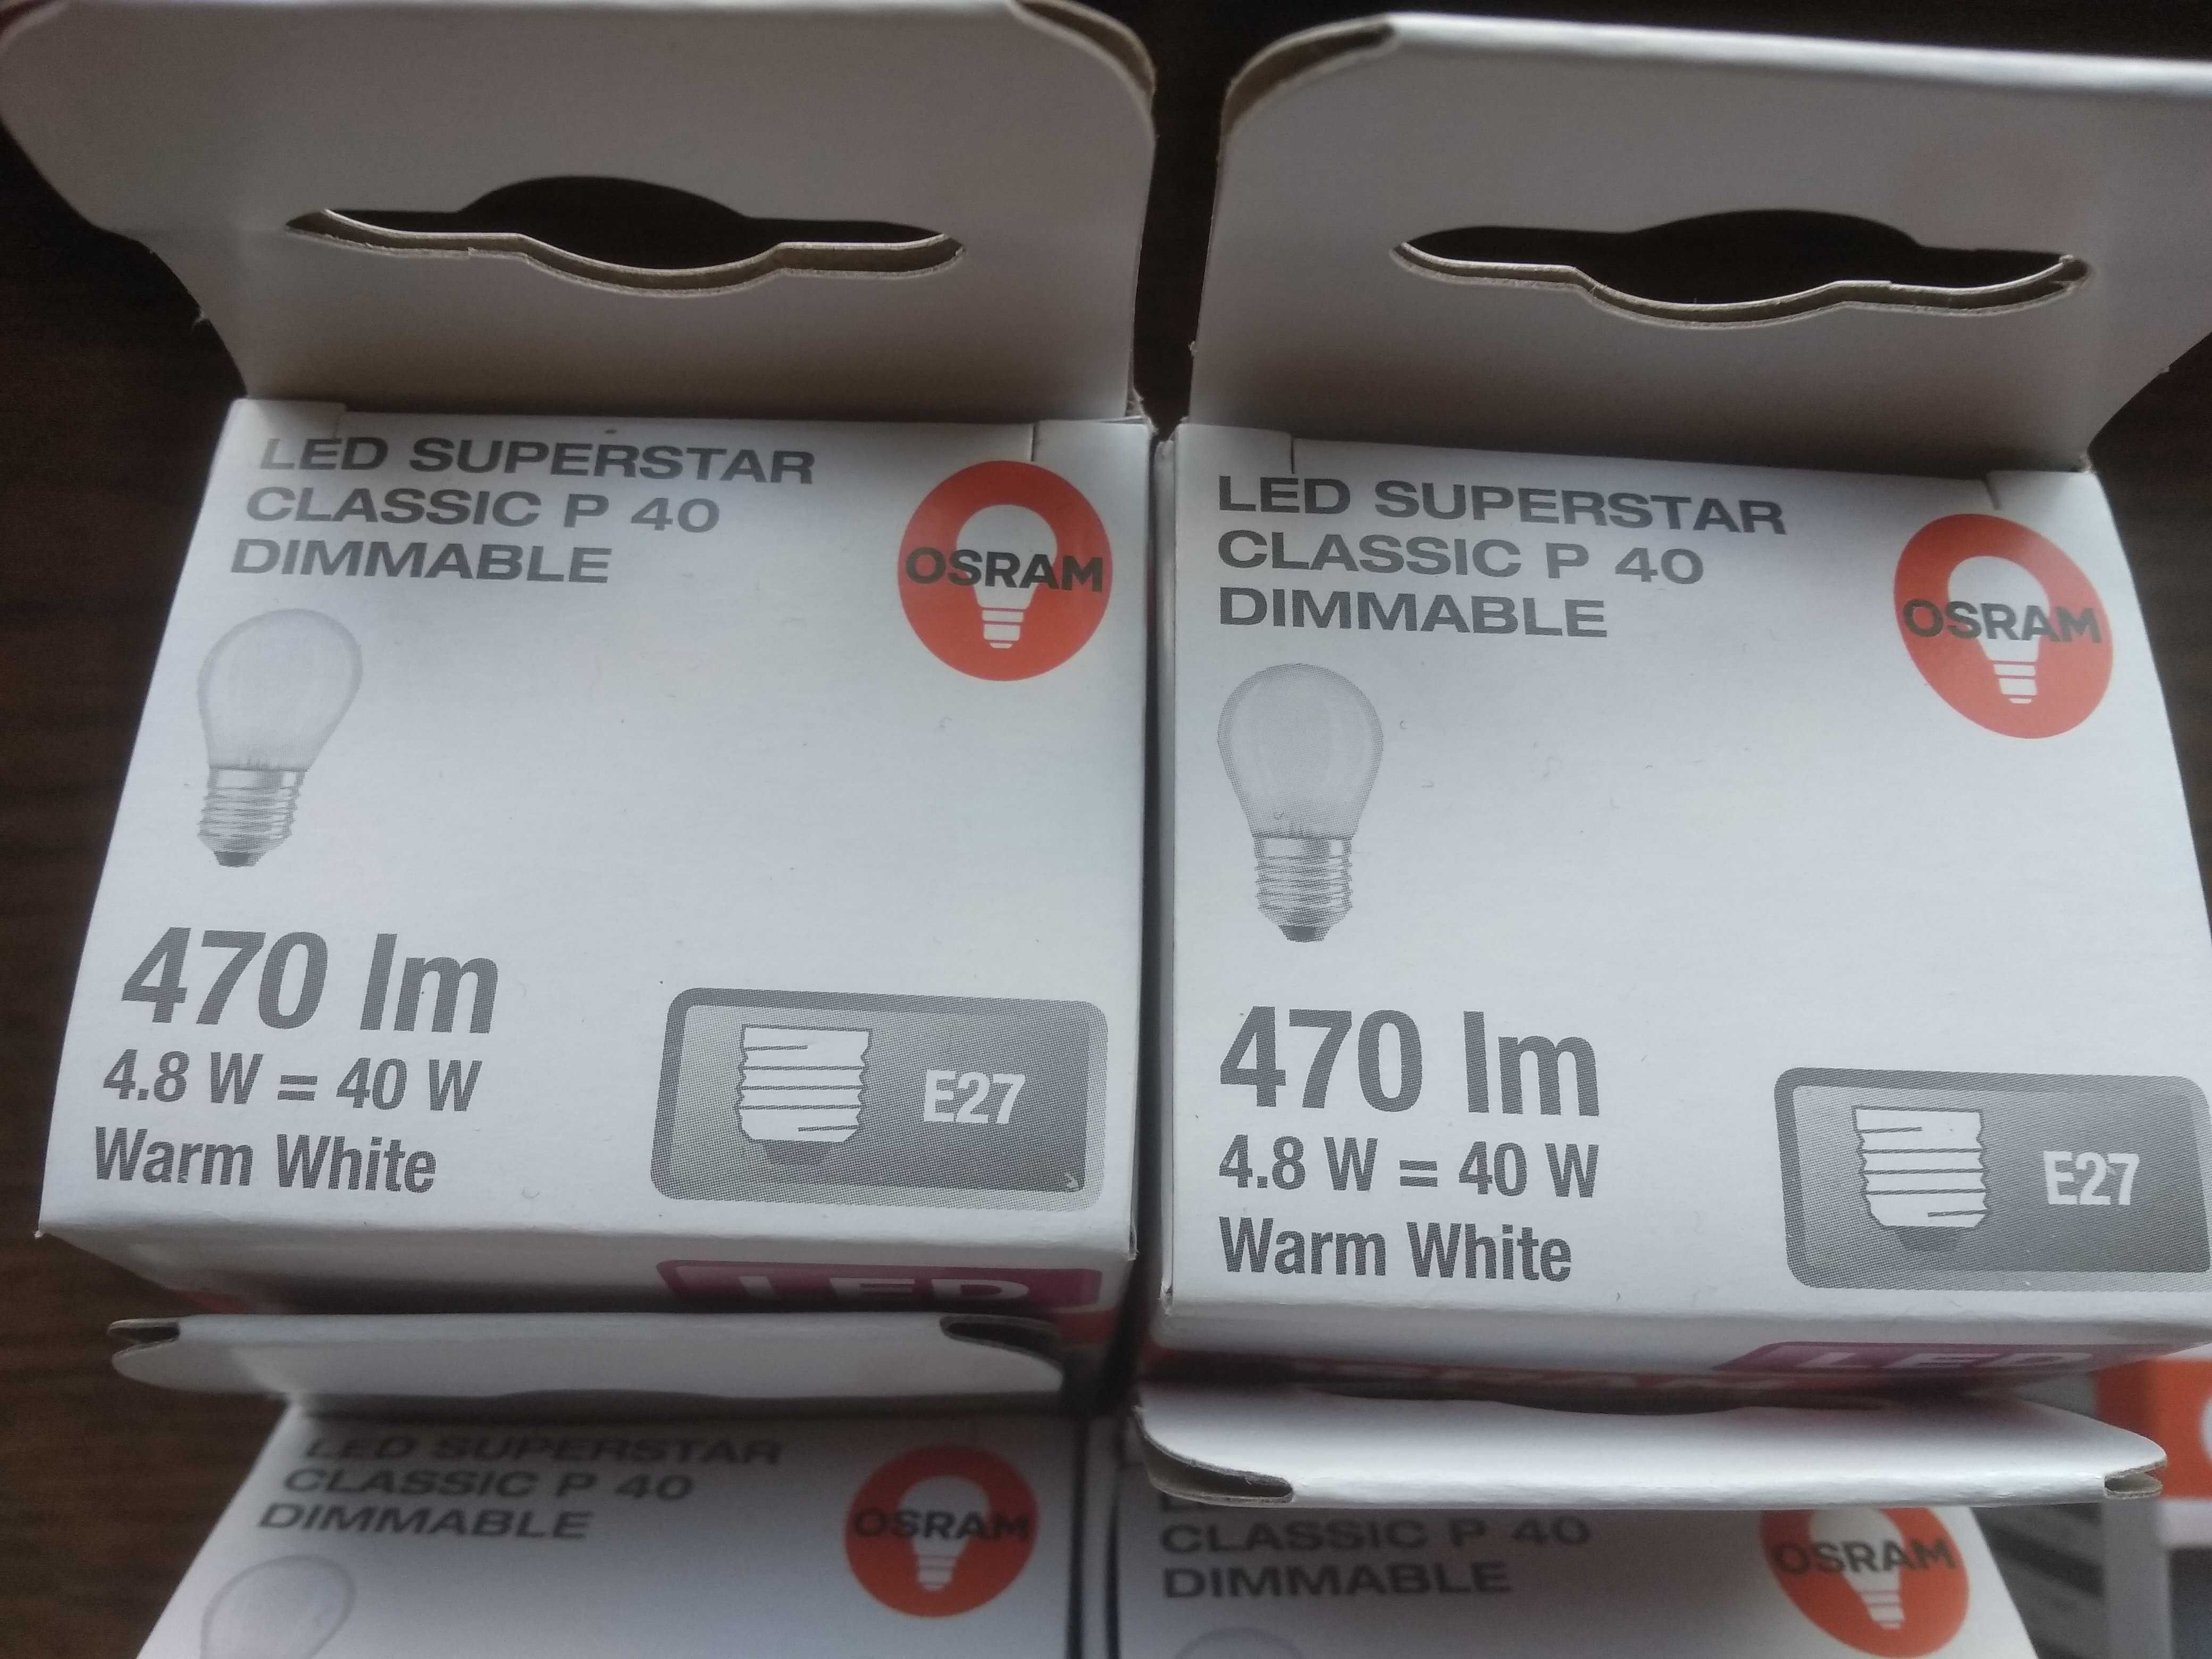 LED SUPERSTAR
CLASSIC P 40
DIMMABLE
OSRAM
470 lm
4.8 W = 40 W
Warm White
E27
LED
LED SUPERSTAR
CLASSIC P 40
DIMMABLE
OSRAM
470 lm
4.8 W = 40 W
Warm White
E27
LED
LED SUPERSTAR
CLASSIC P 40
DIMMABLE
OSRAM
CLASSIC P 40
DIMMABLE
OSRAM